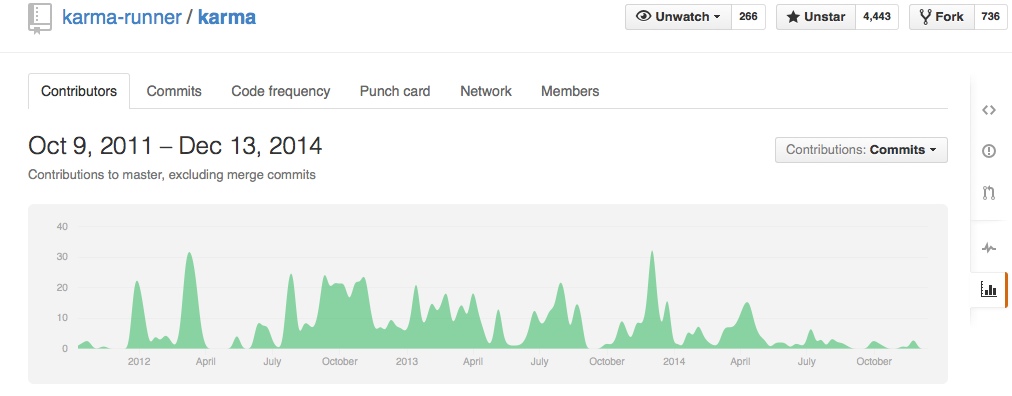 karma-runner / karma
Unwatch 266 Unstar 4,443 Fork 736
Contributors Commits Code frequency Punch card Network Members
Oct 9, 2011 – Dec 13, 2014
Contributions: Commits
Contributions to master, excluding merge commits
40
30
20
10
0
2012 April July October 2013 April July October 2014 April July October